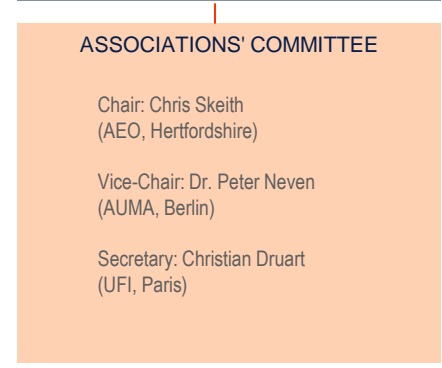 ASSOCIATIONS' COMMITTEE
Chair: Chris Skeith
(AEO, Hertfordshire)
Vice-Chair: Dr. Peter Neven
(AUMA, Berlin)
Secretary: Christian Druart
(UFI, Paris)